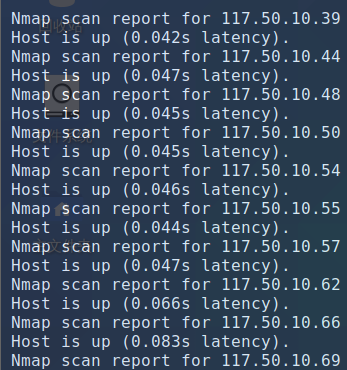 Nmap scan report for 117.50.10.39
Host is up (0.042s latency).
Nmap scan report for 117.50.10.44
Host is up (0.047s latency).
Nmap scan report for 117.50.10.48
Host is up (0.045s latency).
Nmap scan report for 117.50.10.50
Host is up (0.045s latency).
Nmap scan report for 117.50.10.54
Host is up (0.046s latency).
Nmap scan report for 117.50.10.55
Host is up (0.044s latency).
Nmap scan report for 117.50.10.57
Host is up (0.047s latency).
Nmap scan report for 117.50.10.62
Host is up (0.066s latency).
Nmap scan report for 117.50.10.66
Host is up (0.083s latency).
Nmap scan report for 117.50.10.69